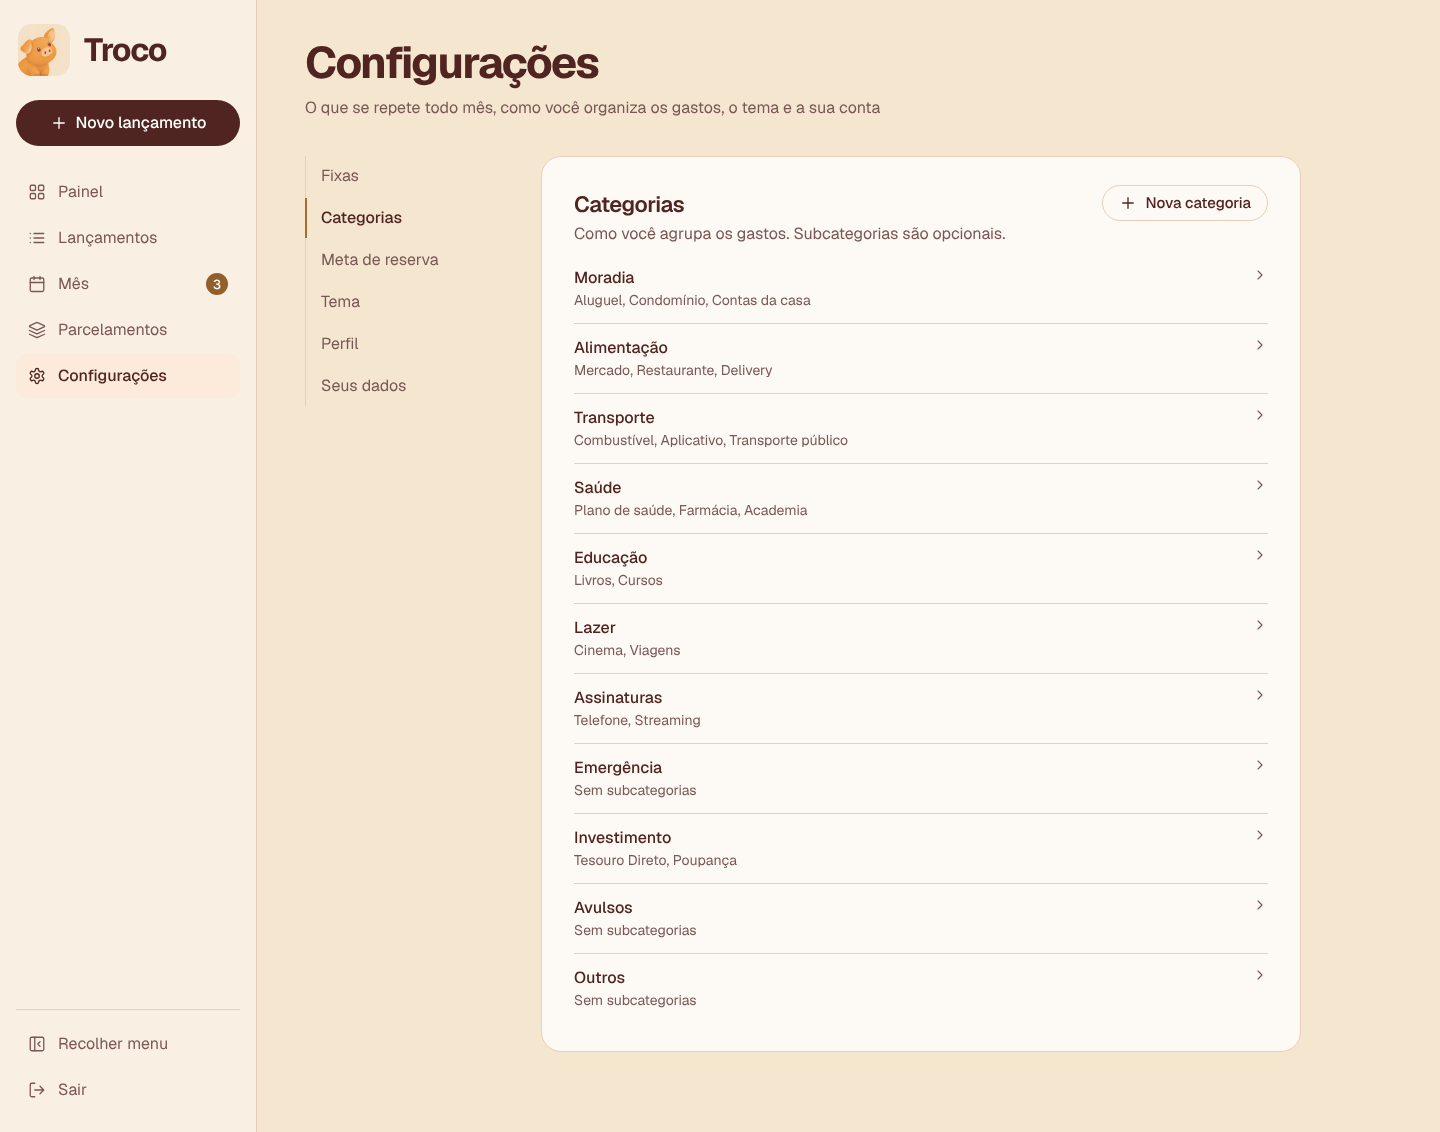 Troco
Novo lançamento
Painel
Lançamentos
Mês 3
Parcelamentos
Configurações
Recolher menu
Sair
Configurações
O que se repete todo mês, como você organiza os gastos, o tema e a sua conta
Fixas
Categorias
Meta de reserva
Tema
Perfil
Seus dados
Categorias
Nova categoria
Como você agrupa os gastos. Subcategorias são opcionais.
Moradia
Aluguel, Condomínio, Contas da casa
Alimentação
Mercado, Restaurante, Delivery
Transporte
Combustível, Aplicativo, Transporte público
Saúde
Plano de saúde, Farmácia, Academia
Educação
Livros, Cursos
Lazer
Cinema, Viagens
Assinaturas
Telefone, Streaming
Emergência
Sem subcategorias
Investimento
Tesouro Direto, Poupança
Avulsos
Sem subcategorias
Outros
Sem subcategorias